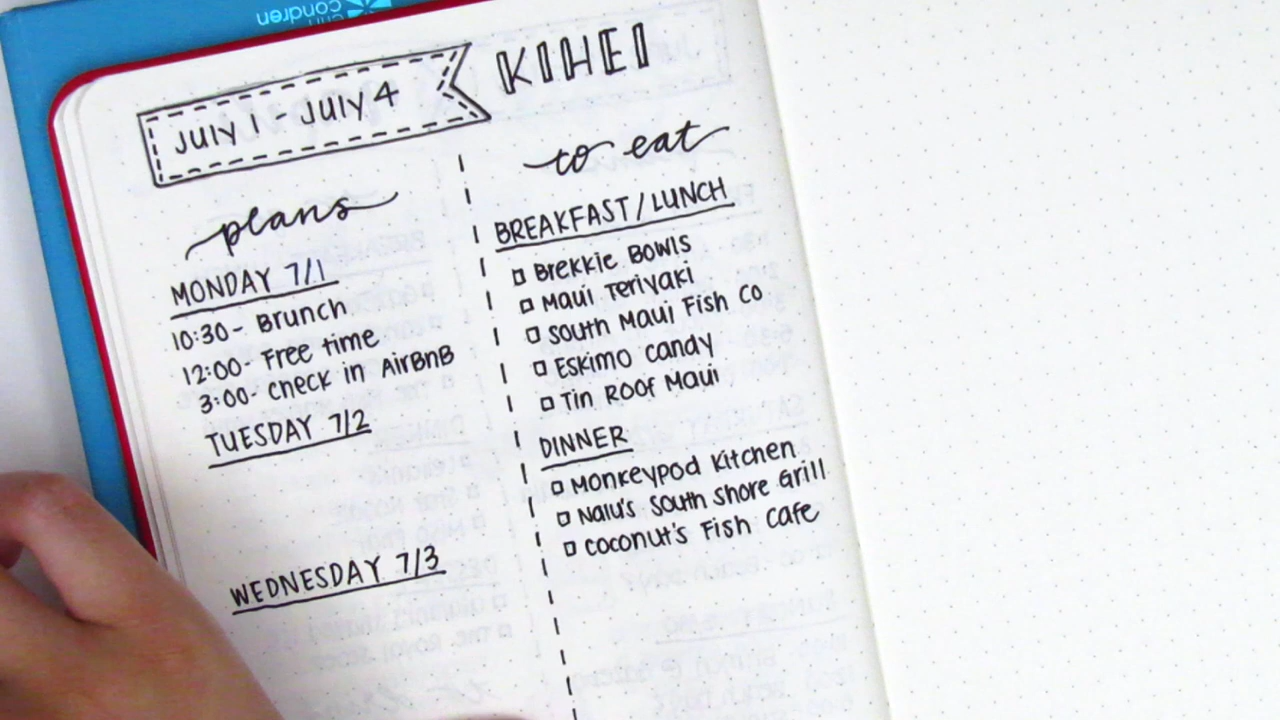 erin
condren
JULY 1 - JULY 4
KIHEI
plans
MONDAY 7/1
10:30- Brunch
12:00- Free time
3:00- Check in AirBnB
TUESDAY 7/2
WEDNESDAY 7/3
to eat
BREAKFAST/LUNCH
Brekkie Bowls
Maui Teriyaki
South Maui Fish Co
Eskimo Candy
Tin Roof Maui
DINNER
Monkeypod Kitchen
Nalu's South Shore Grill
Coconut's Fish Cafe